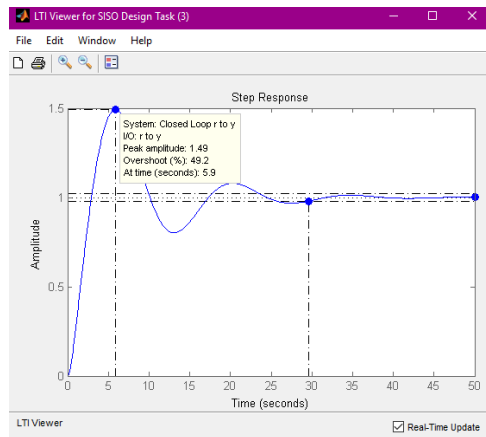 LTI Viewer for SISO Design Task (3)
File Edit Window Help
Step Response
1.5
System: Closed Loop r to y
I/O: r to y
Peak amplitude: 1.49
Overshoot (%): 49.2
At time (seconds): 5.9
1
Amplitude
0.5
0
0 5 10 15 20 25 30 35 40 45 50
Time (seconds)
LTI Viewer
Real-Time Update